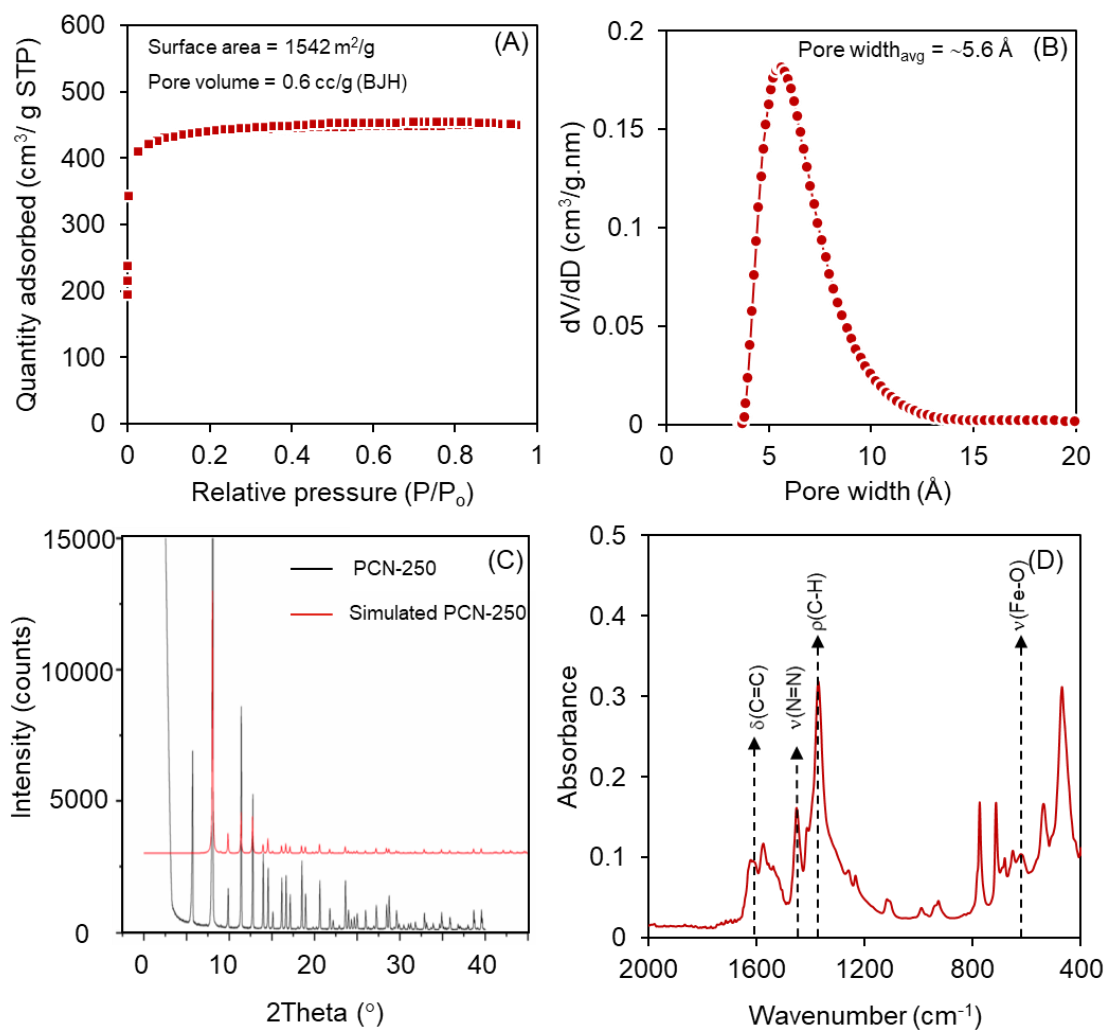 (A)
Surface area = 1542 m²/g
Pore volume = 0.6 cc/g (BJH)
Quantity adsorbed (cm³/ g STP)
600
500
400
300
200
100
0
0 0.2 0.4 0.6 0.8 1
Relative pressure (P/Pₒ)
(B)
Pore width_avg = ~5.6 Å
dV/dD (cm³/g.nm)
0.2
0.15
0.1
0.05
0
0 5 10 15 20
Pore width (Å)
(C)
PCN-250
Simulated PCN-250
Intensity (counts)
15000
10000
5000
0
0 10 20 30 40
2Theta (°)
(D)
δ(C=C)
ν(N=N)
ρ(C-H)
ν(Fe-O)
Absorbance
0.5
0.4
0.3
0.2
0.1
0
2000 1600 1200 800 400
Wavenumber (cm⁻¹)